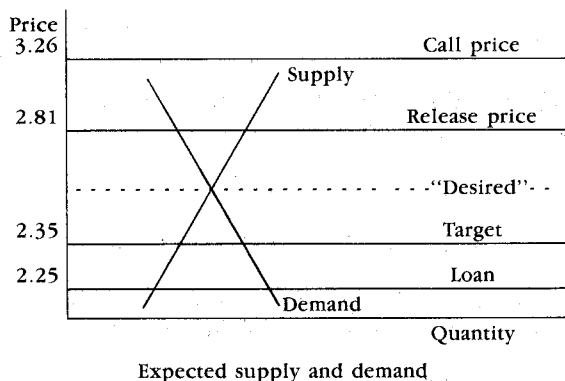 Price
3.26
Call price
Supply
2.81
Release price
"Desired"
2.35
Target
2.25
Loan
Demand
Quantity
Expected supply and demand